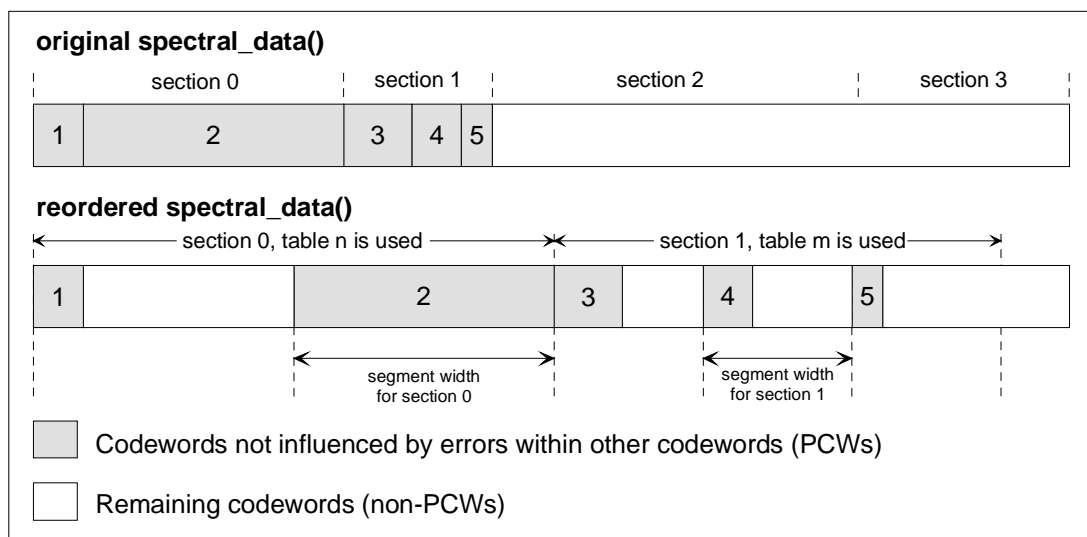 original spectral_data()
section 0 section 1 section 2 section 3
1 2 3 4 5
reordered spectral_data()
section 0, table n is used section 1, table m is used
1 2 3 4 5
segment width
for section 0
segment width
for section 1
Codewords not influenced by errors within other codewords (PCWs)
Remaining codewords (non-PCWs)